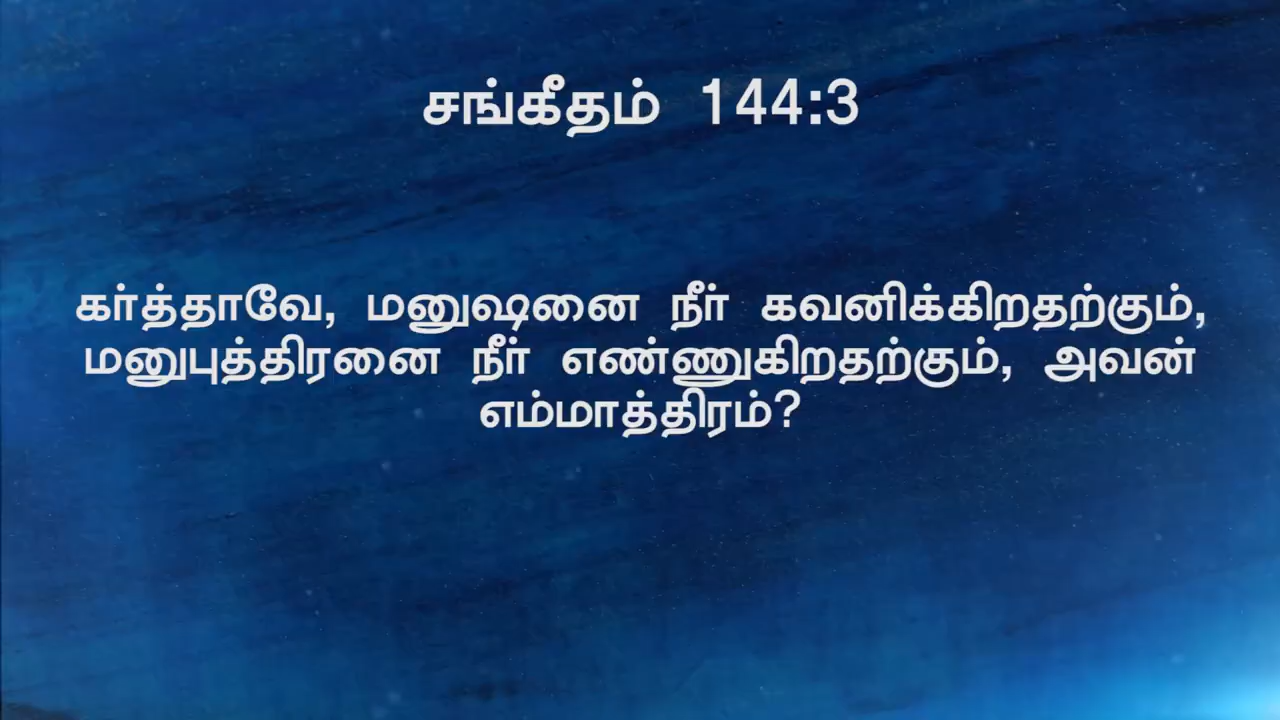 சங்கீதம் 144:3
கர்த்தாவே, மனுஷனை நீர் கவனிக்கிறதற்கும்,
மனுபுத்திரனை நீர் எண்ணுகிறதற்கும், அவன்
எம்மாத்திரம்?